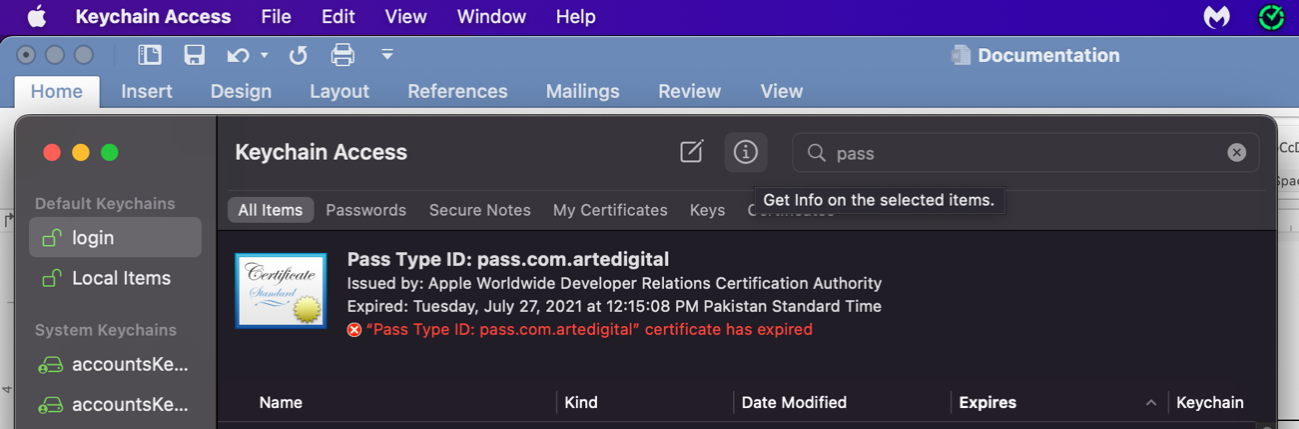 Keychain Access File Edit View Window Help
Documentation
Home Insert Design Layout References Mailings Review View
Keychain Access
pass
Default Keychains
Get Info on the selected items.
All Items Passwords Secure Notes My Certificates Keys
login
Local Items
System Keychains
accountsKe...
accountsKe...
Certificate
Standard
Pass Type ID: pass.com.artedigital
Issued by: Apple Worldwide Developer Relations Certification Authority
Expired: Tuesday, July 27, 2021 at 12:15:08 PM Pakistan Standard Time
“Pass Type ID: pass.com.artedigital” certificate has expired
Name Kind Date Modified Expires Keychain
4